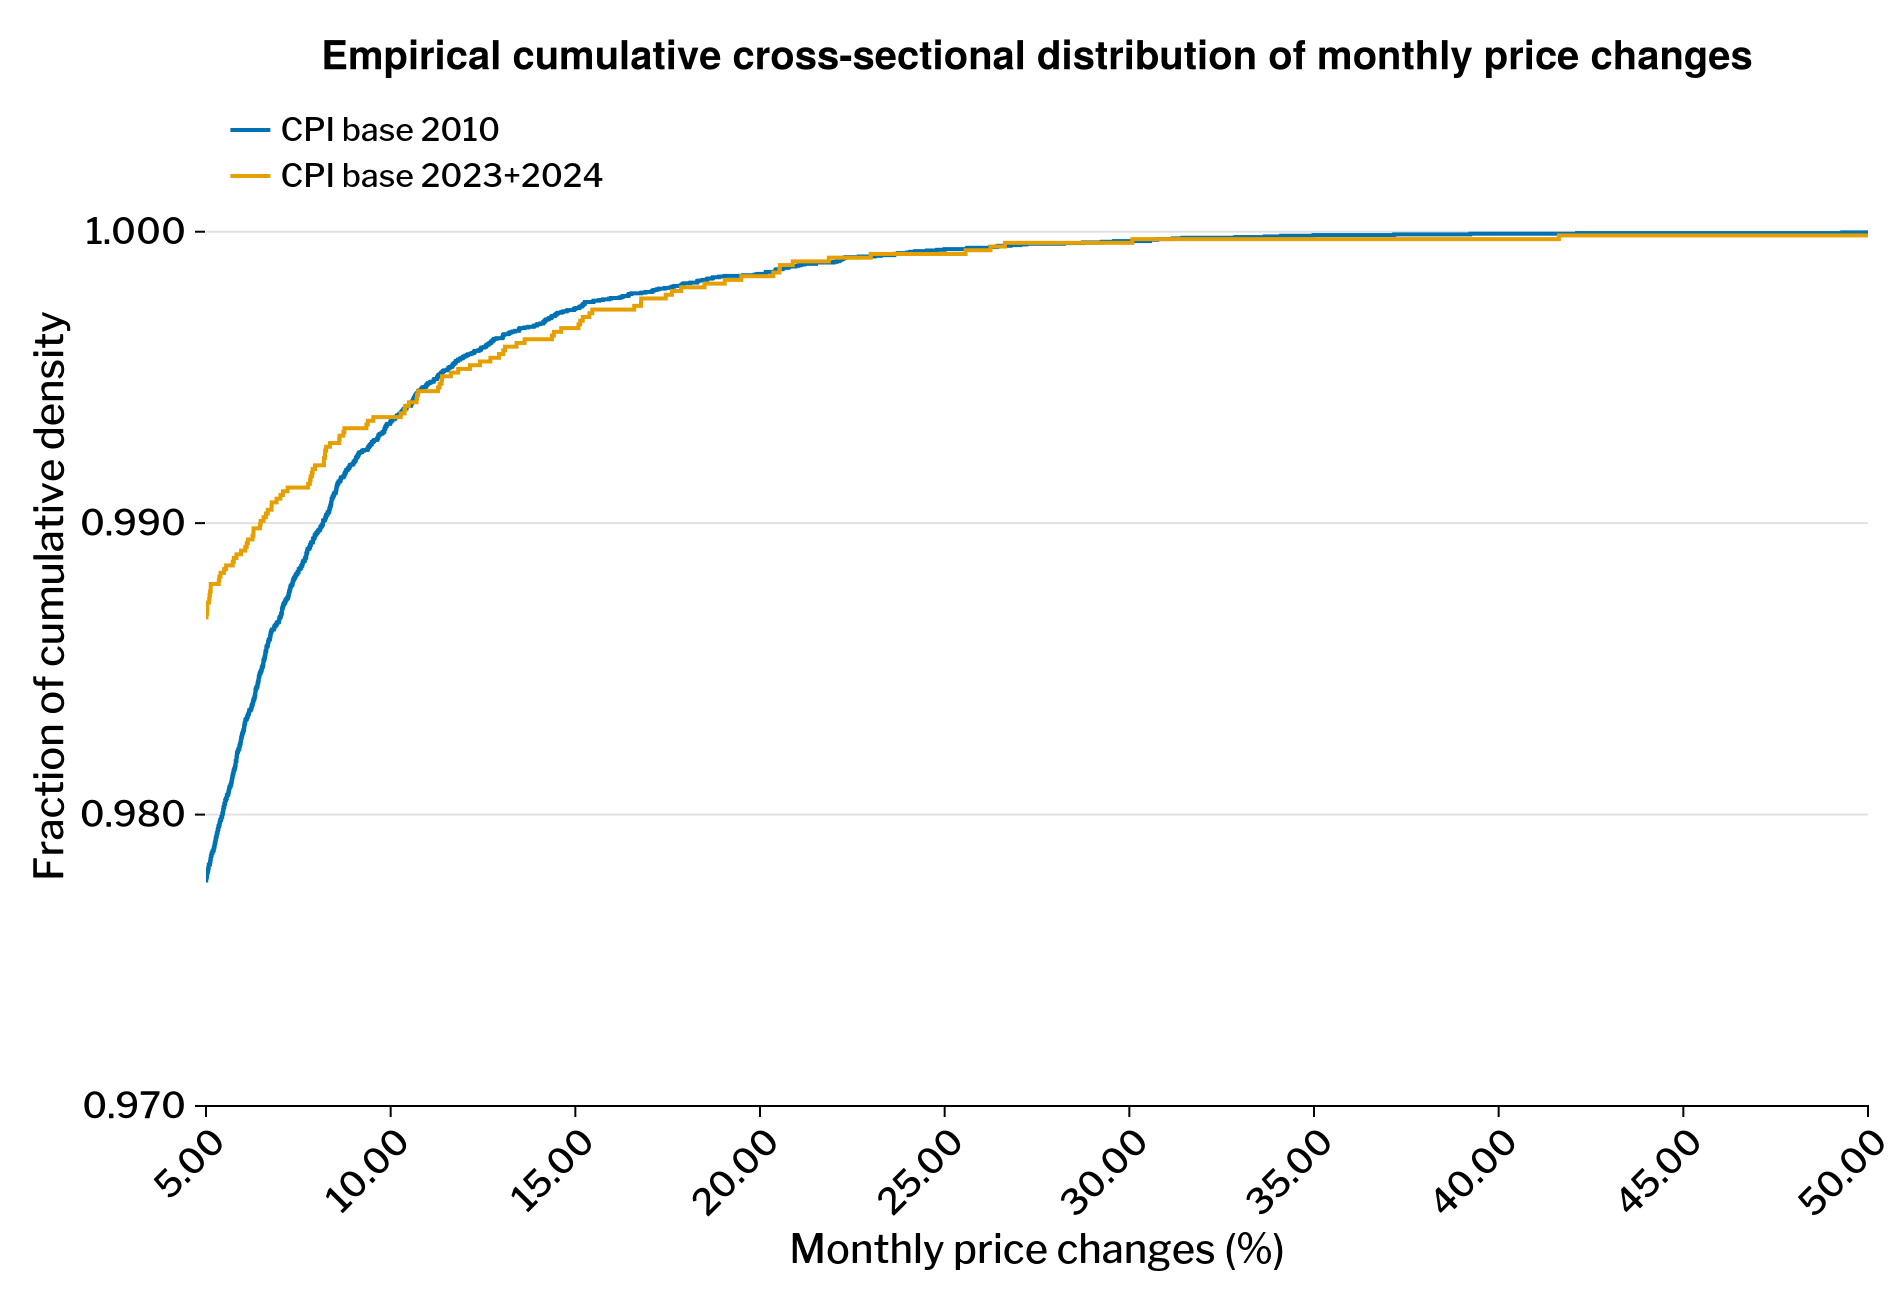 Empirical cumulative cross-sectional distribution of monthly price changes
CPI base 2010
CPI base 2023+2024
Fraction of cumulative density
1.000
0.990
0.980
0.970
5.00
10.00
15.00
20.00
25.00
30.00
35.00
40.00
45.00
50.00
Monthly price changes (%)